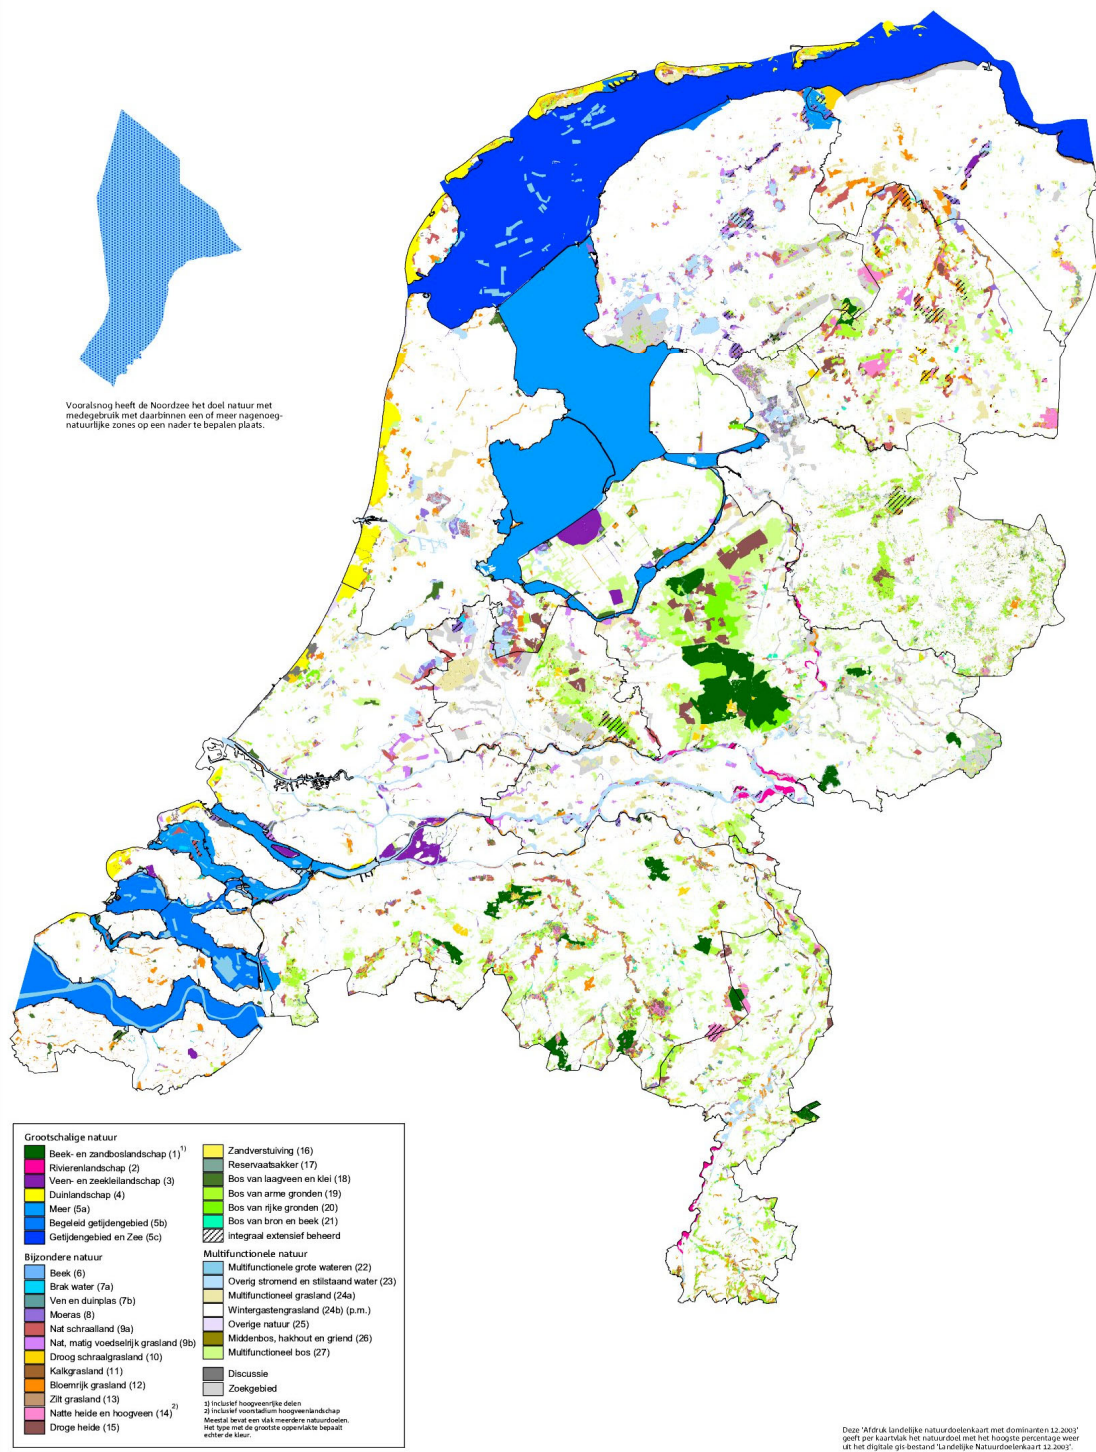 Vooralsnog heeft de Noordzee het doel natuur met
medegebruik met daarbinnen een of meer nagenoeg-
natuurlijke zones op een nader te bepalen plaats.
Grootschalige natuur
Beek- en zandboslandschap (1)1)
Rivierenlandschap (2)
Veen- en zeekleilandschap (3)
Duinlandschap (4)
Meer (5a)
Begeleid getijdengebied (5b)
Getijdengebied en Zee (5c)
Bijzondere natuur
Beek (6)
Brak water (7a)
Ven en duinplas (7b)
Moeras (8)
Nat schraalland (9a)
Nat, matig voedselrijk grasland (9b)
Droog schraalgrasland (10)
Kalkgrasland (11)
Bloemrijk grasland (12)
Zilt grasland (13)
Natte heide en hoogveen (14)2)
Droge heide (15)
Zandverstuiving (16)
Reservaatsakker (17)
Bos van laagveen en klei (18)
Bos van arme gronden (19)
Bos van rijke gronden (20)
Bos van bron en beek (21)
integraal extensief beheerd
Multifunctionele natuur
Multifunctionele grote wateren (22)
Overig stromend en stilstaand water (23)
Multifunctioneel grasland (24a)
Wintergastengrasland (24b) (p.m.)
Overige natuur (25)
Middenbos, hakhout en griend (26)
Multifunctioneel bos (27)
Discussie
Zoekgebied
1) inclusief hoogveenrijke delen
2) inclusief voorstadium hoogveenlandschap
Meestal bevat een vlak meerdere natuurdoelen.
Het type met de grootste oppervlakte bepaalt
echter de kleur.
Deze 'Afdruk landelijke natuurdoelenkaart met dominanten 12.2003'
geeft per kaartvlak het natuurdoel met het hoogste percentage weer
uit het digitale gis-bestand 'Landelijke Natuurdoelenkaart 12.2003'.